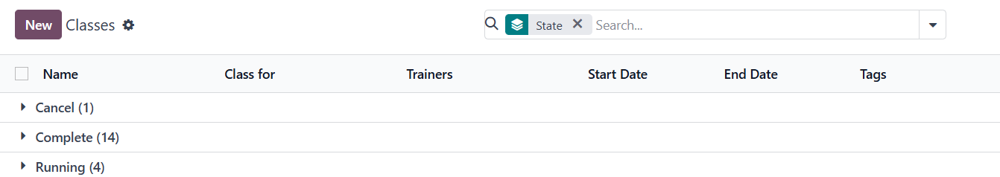 New Classes State Search...
Name Class for Trainers Start Date End Date Tags
Cancel (1)
Complete (14)
Running (4)